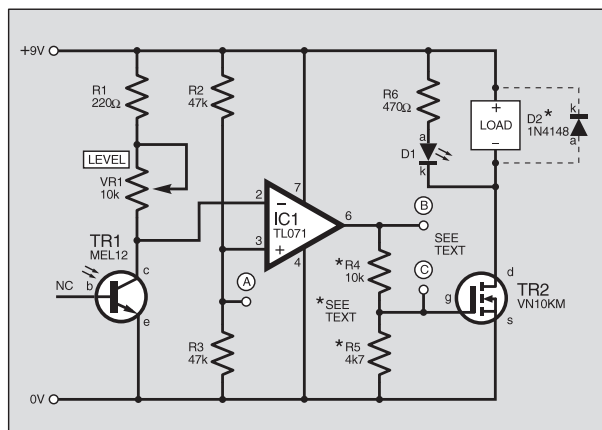 +9V
R1
220Ω
R2
47k
R6
470Ω
+
LOAD
−
k
D2*
1N4148
a
LEVEL
VR1
10k
a
D1
k
7
2
−
IC1
TL071
3
+
6
4
B
SEE
TEXT
TR1
MEL12
c
NC
b
e
A
*R4
10k
C
*SEE
TEXT
d
g
s
TR2
VN10KM
R3
47k
*R5
4k7
0V